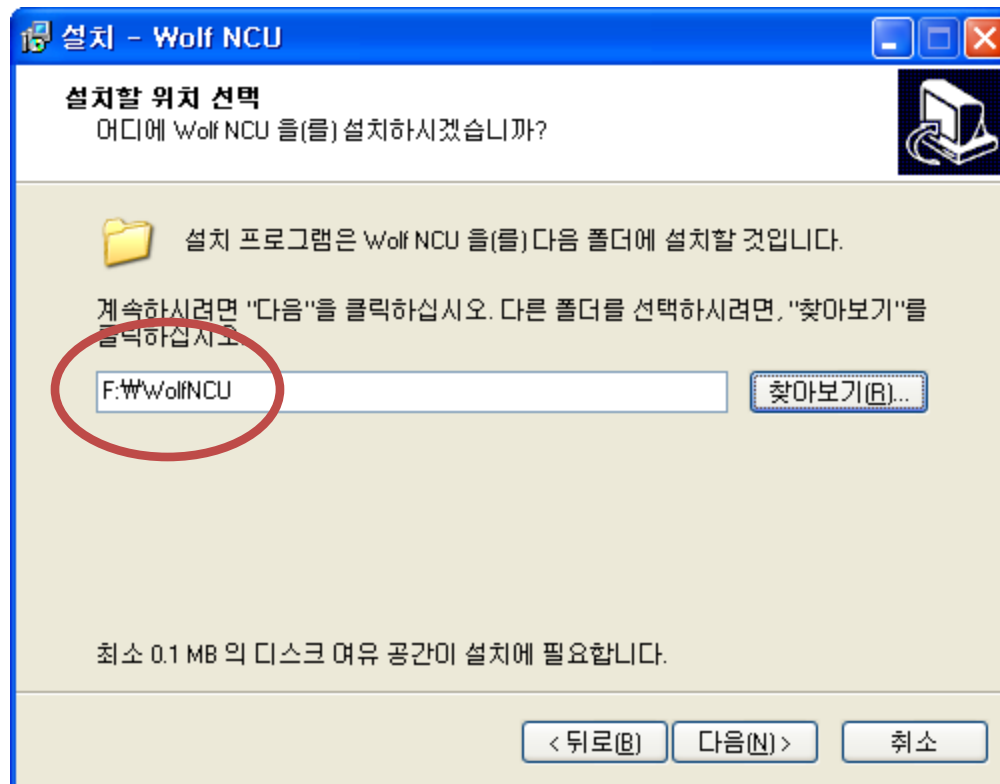 설치 - Wolf NCU
설치할 위치 선택
어디에 Wolf NCU 을(를) 설치하시겠습니까?
설치 프로그램은 Wolf NCU 을(를) 다음 폴더에 설치할 것입니다.
계속하시려면 "다음"을 클릭하십시오. 다른 폴더를 선택하시려면, "찾아보기"를
클릭하십시오.
F:₩WolfNCU
찾아보기(R)...
최소 0.1 MB 의 디스크 여유 공간이 설치에 필요합니다.
< 뒤로(B)
다음(N) >
취소